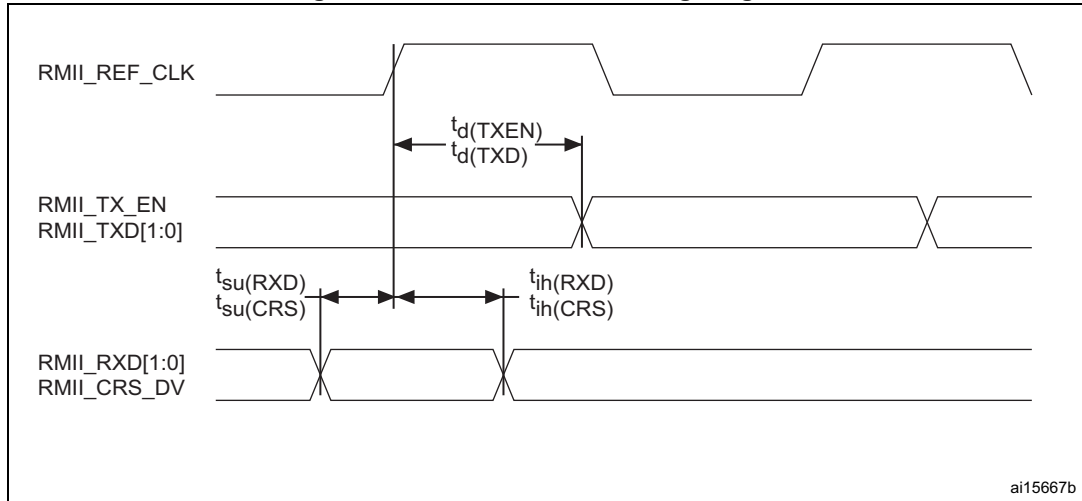 RMII_REF_CLK
td(TXEN)
td(TXD)
RMII_TX_EN
RMII_TXD[1:0]
tsu(RXD)
tsu(CRS)
tih(RXD)
tih(CRS)
RMII_RXD[1:0]
RMII_CRS_DV
ai15667b